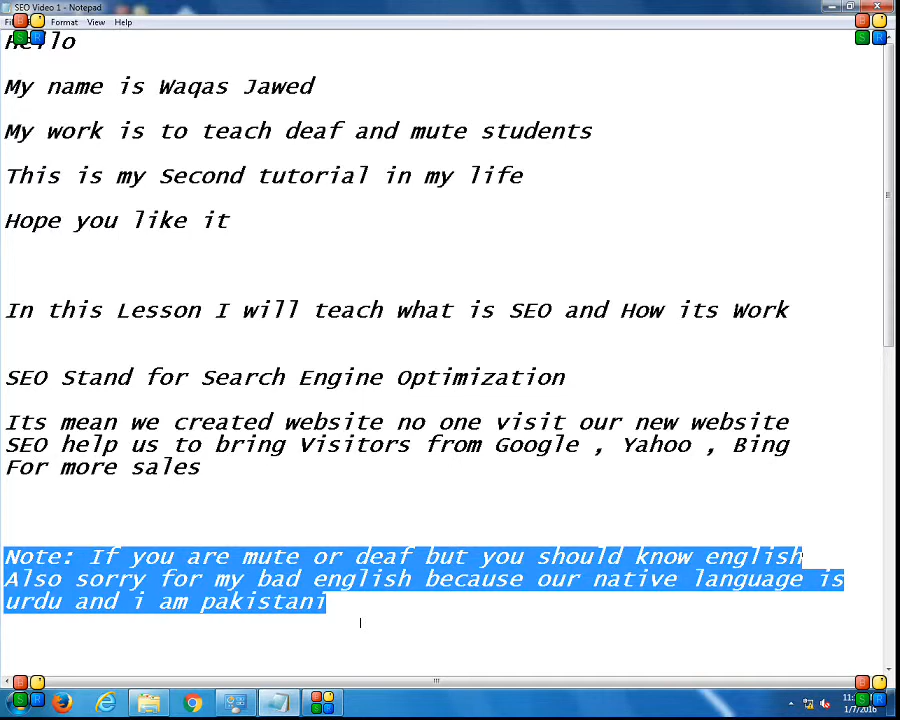 SEO Video 1 - Notepad
Format View Help
Hello
My name is Waqas Jawed
My work is to teach deaf and mute students
This is my Second tutorial in my life
Hope you like it
In this Lesson I will teach what is SEO and How its Work
SEO Stand for Search Engine Optimization
Its mean we created website no one visit our new website
SEO help us to bring Visitors from Google , Yahoo , Bing
For more sales
Note: If you are mute or deaf but you should know english
Also sorry for my bad english because our native language is
urdu and i am pakistani
1/7/2016